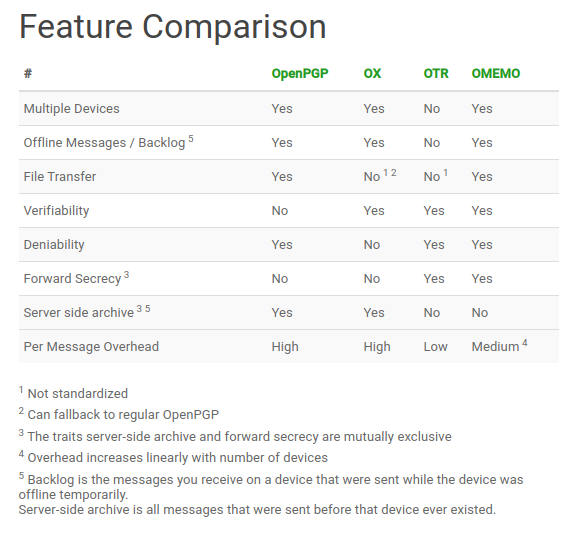 Feature Comparison
# OpenPGP OX OTR OMEMO
Multiple Devices Yes Yes No Yes
Offline Messages / Backlog 5 Yes Yes No Yes
File Transfer Yes No 1 2 No 1 Yes
Verifiability No Yes Yes Yes
Deniability Yes No Yes Yes
Forward Secrecy 3 No No Yes Yes
Server side archive 3 5 Yes Yes No No
Per Message Overhead High High Low Medium 4
1 Not standardized
2 Can fallback to regular OpenPGP
3 The traits server-side archive and forward secrecy are mutually exclusive
4 Overhead increases linearly with number of devices
5 Backlog is the messages you receive on a device that were sent while the device was
offline temporarily.
Server-side archive is all messages that were sent before that device ever existed.